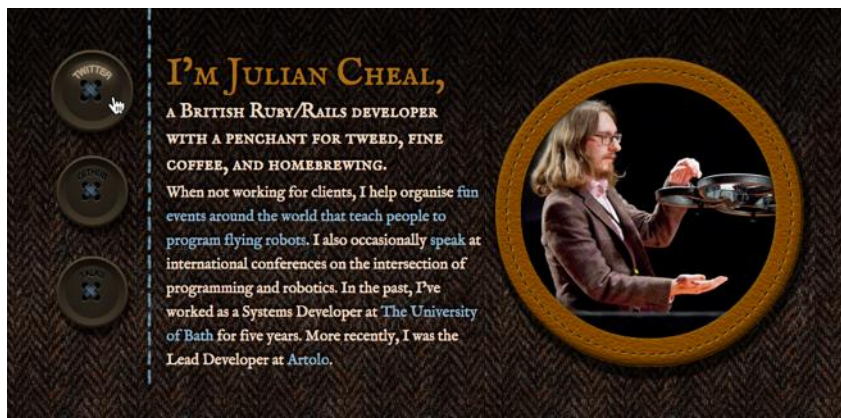 TWITTER
GITHUB
TALKS
I'm Julian Cheal,
a British Ruby/Rails developer
with a penchant for tweed, fine
coffee, and homebrewing.
When not working for clients, I help organise fun
events around the world that teach people to
program flying robots. I also occasionally speak at
international conferences on the intersection of
programming and robotics. In the past, I've
worked as a Systems Developer at The University
of Bath for five years. More recently, I was the
Lead Developer at Artolo.